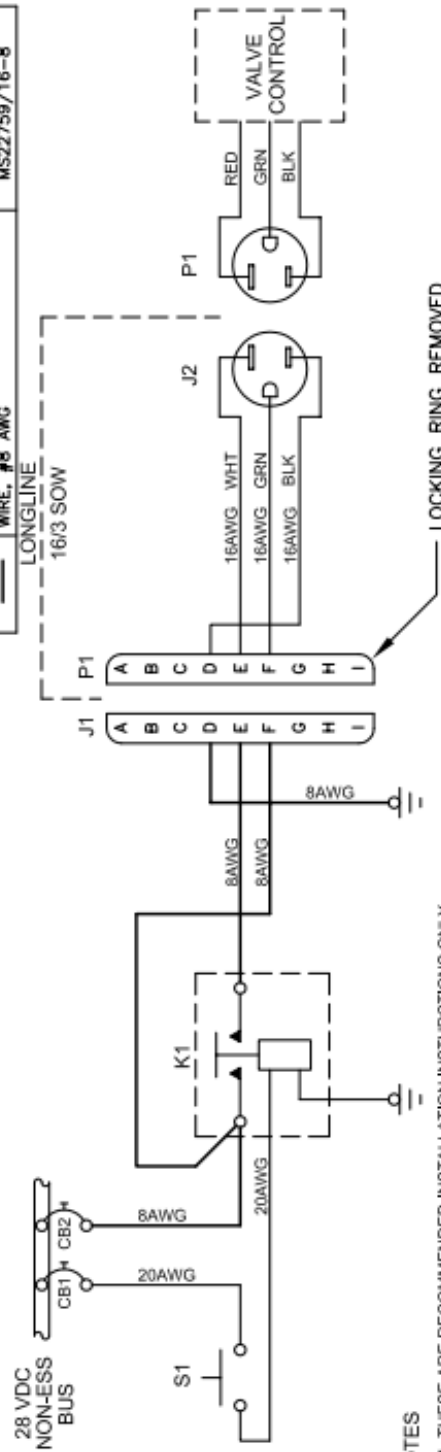 WIRE, #8 AWG
MS22759/16-8
LONGLINE
16/3 SOW
28 VDC
NON-ESS
BUS
CB1
CB2
20AWG
8AWG
S1
K1
20AWG
8AWG
8AWG
8AWG
J1
A
B
C
D
E
F
G
H
I
P1
A
B
C
D
E
F
G
H
I
16AWG WHT
16AWG GRN
16AWG BLK
J2
P1
RED
GRN
BLK
VALVE
CONTROL
LOCKING RING REMOVED